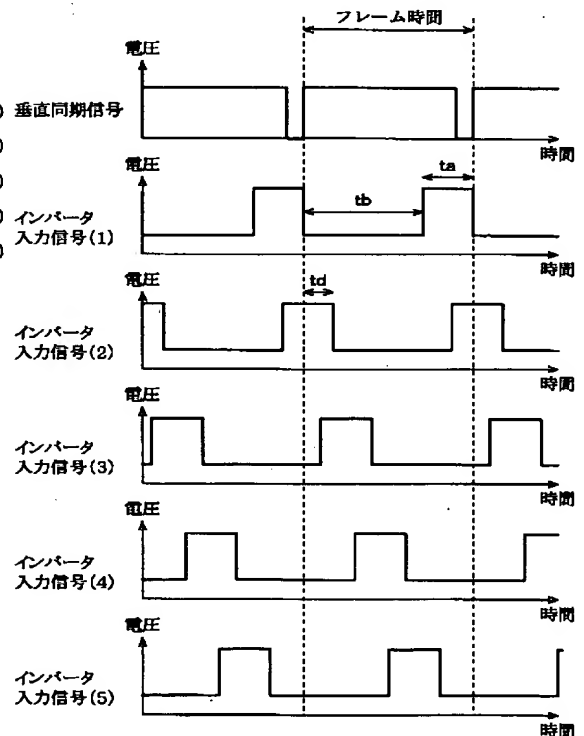 フレーム時間
電圧
垂直同期信号
時間
電圧
ta
tb
インバータ
入力信号(1)
時間
電圧
td
インバータ
入力信号(2)
時間
電圧
インバータ
入力信号(3)
時間
電圧
インバータ
入力信号(4)
時間
電圧
インバータ
入力信号(5)
時間